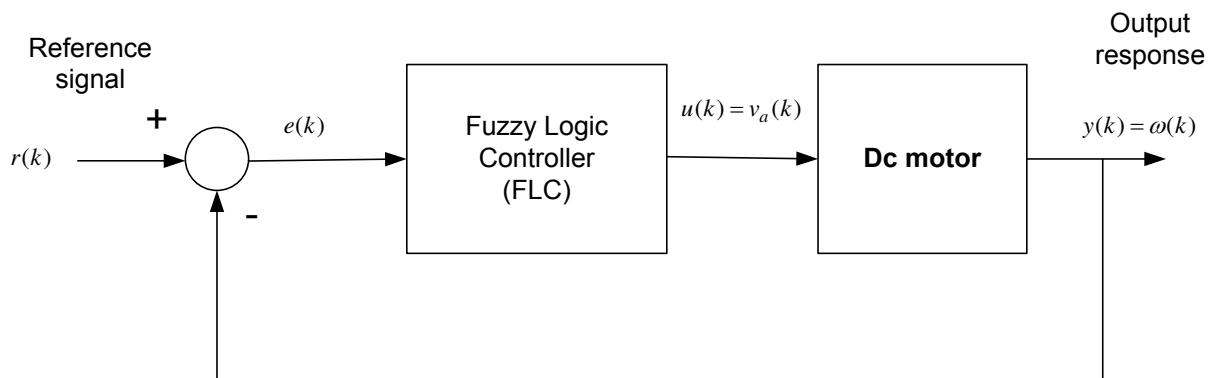 Reference
signal
+
r(k)
-
e(k)
Fuzzy Logic
Controller
(FLC)
u(k) = v_a(k)
Dc motor
Output
response
y(k) = ω(k)